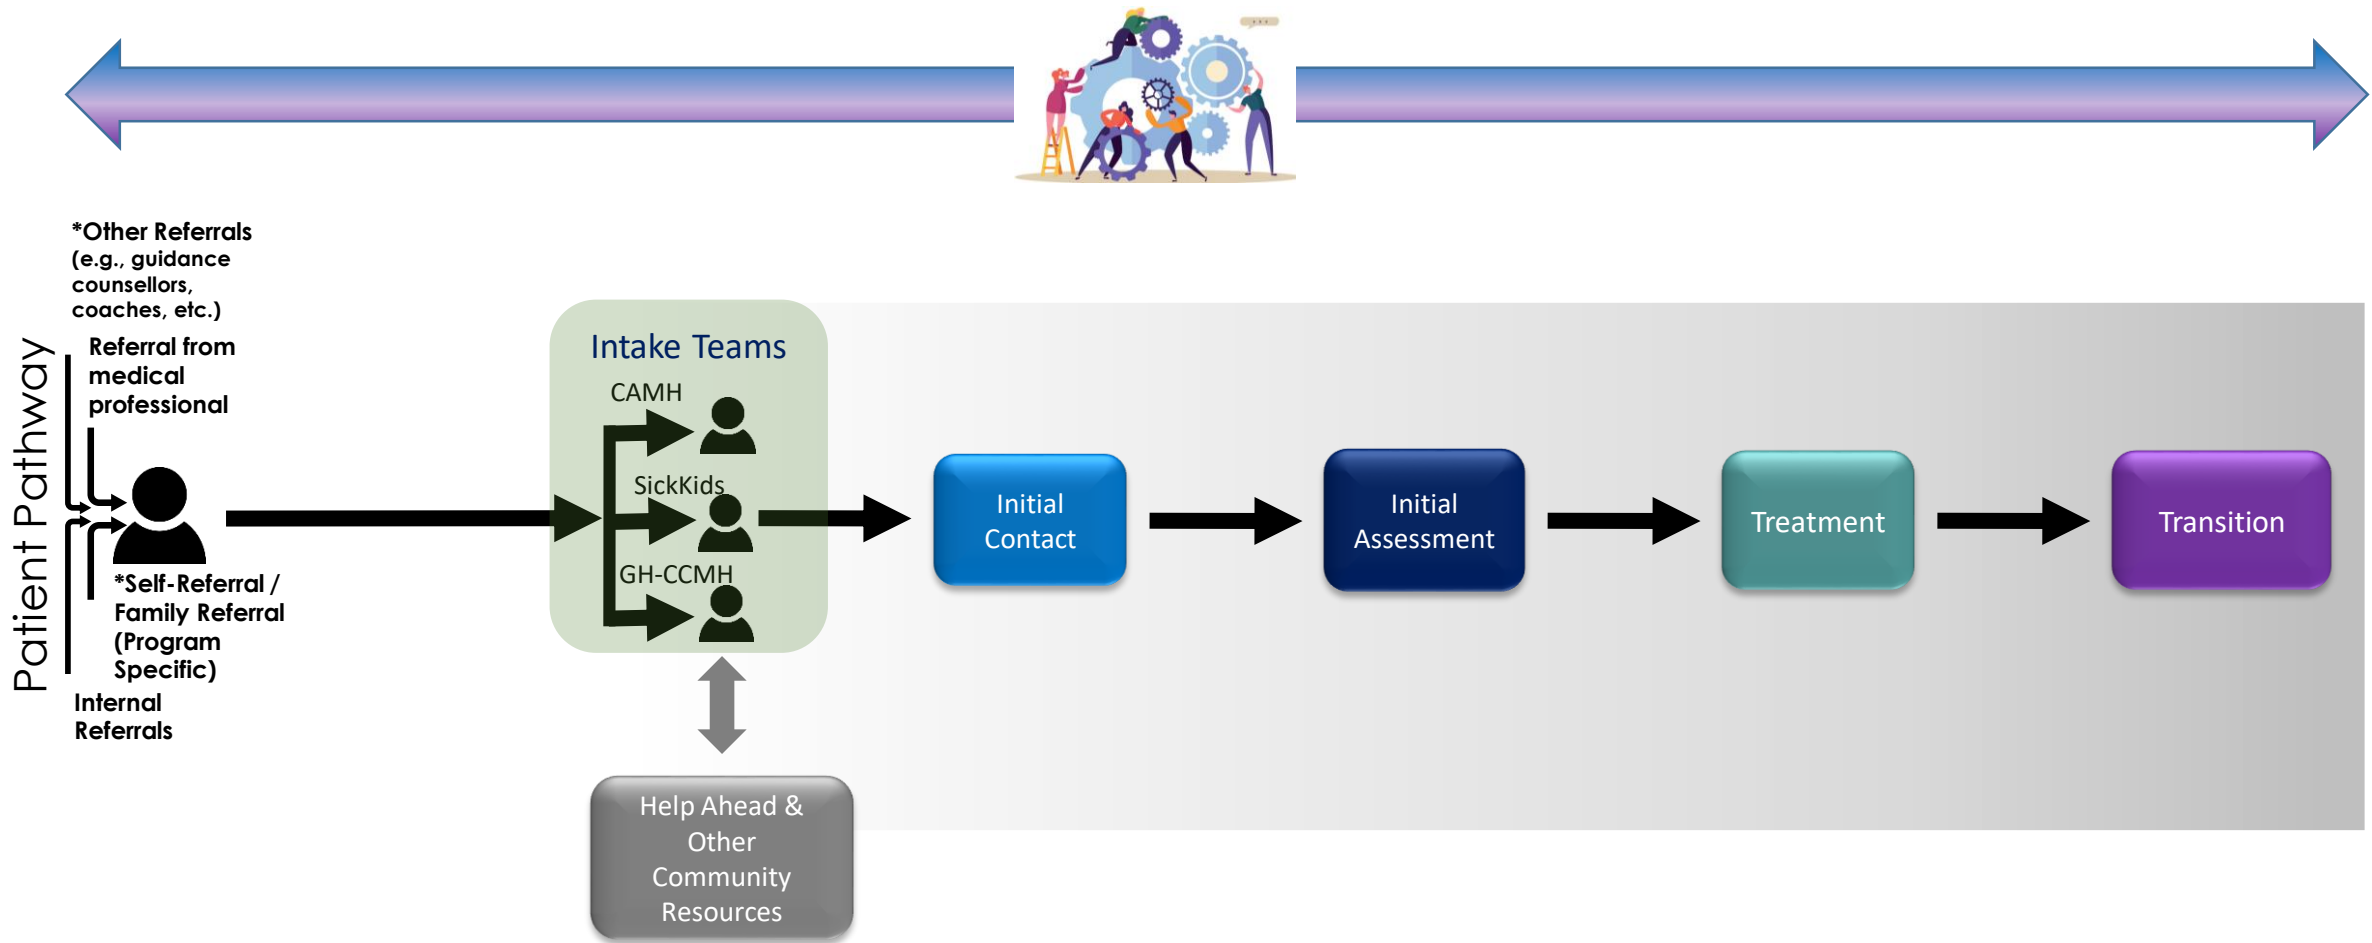 *Other Referrals
(e.g., guidance
counsellors,
coaches, etc.)
Patient Pathway
Referral from
medical
professional
*Self-Referral /
Family Referral
(Program
Specific)
Internal
Referrals
Intake Teams
CAMH
SickKids
GH-CCMH
Help Ahead &
Other
Community
Resources
Initial
Contact
Initial
Assessment
Treatment
Transition